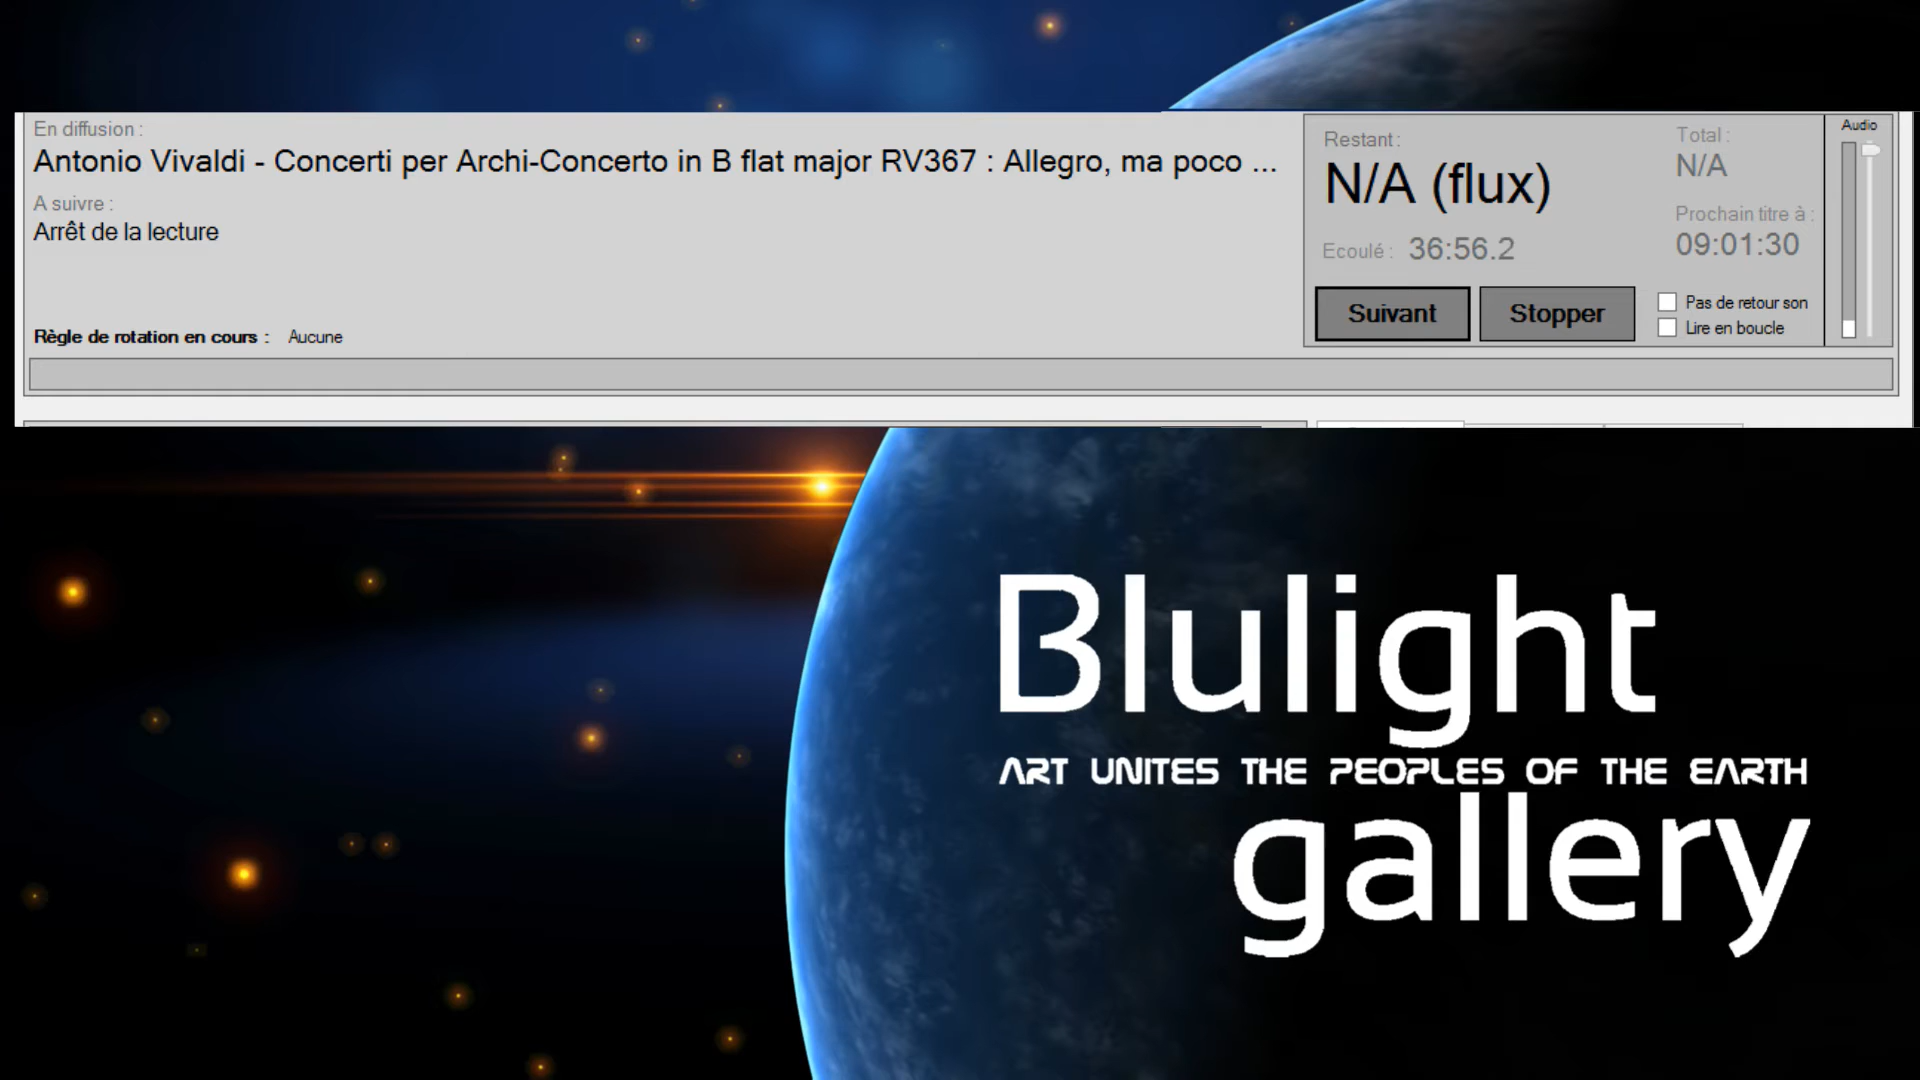 En diffusion :
Antonio Vivaldi - Concerti per Archi-Concerto in B flat major RV367 : Allegro, ma poco ...
A suivre :
Arrêt de la lecture
Règle de rotation en cours : Aucune
Restant :
N/A (flux)
Ecoulé : 36:56.2
Total :
N/A
Prochain titre à :
09:01:30
Suivant
Stopper
Pas de retour son
Lire en boucle
Audio
Blulight
ART UNITES THE PEOPLES OF THE EARTH
gallery